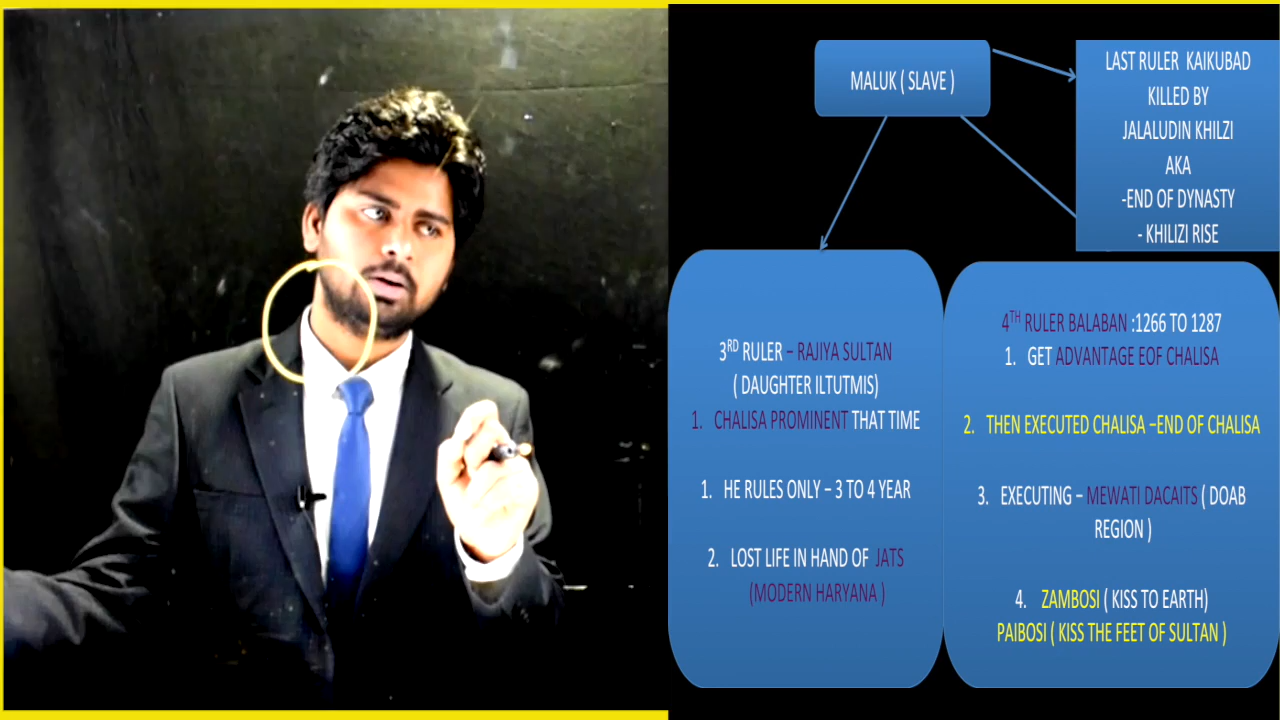 MALUK ( SLAVE )
LAST RULER KAIKUBAD
KILLED BY
JALALUDIN KHILZI
AKA
-END OF DYNASTY
- KHILIZI RISE
3RD RULER – RAJIYA SULTAN
( DAUGHTER ILTUTMIS)
1. CHALISA PROMINENT THAT TIME
1. HE RULES ONLY – 3 TO 4 YEAR
2. LOST LIFE IN HAND OF JATS
(MODERN HARYANA )
4TH RULER BALABAN :1266 TO 1287
1. GET ADVANTAGE EOF CHALISA
2. THEN EXECUTED CHALISA –END OF CHALISA
3. EXECUTING – MEWATI DACAITS ( DOAB
REGION )
4. ZAMBOSI ( KISS TO EARTH)
PAIBOSI ( KISS THE FEET OF SULTAN )